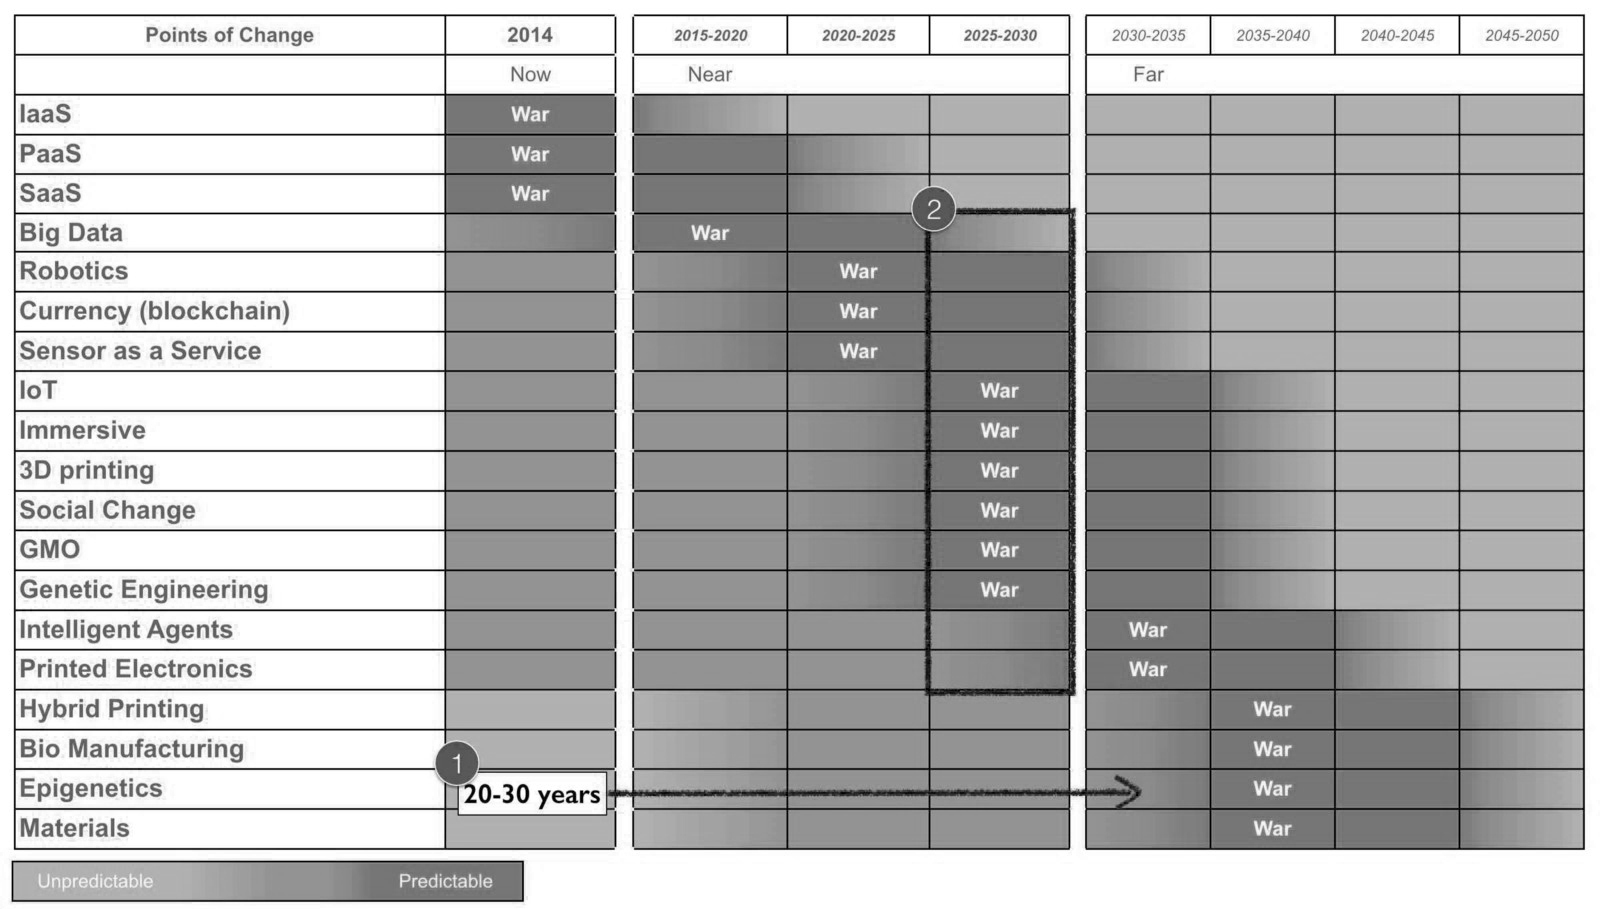 Points of Change 2014 2015-2020 2020-2025 2025-2030 2030-2035 2035-2040 2040-2045 2045-2050
Now Near Far
IaaS War
PaaS War
SaaS War
2
Big Data War
Robotics War
Currency (blockchain) War
Sensor as a Service War
IoT War
Immersive War
3D printing War
Social Change War
GMO War
Genetic Engineering War
Intelligent Agents War
Printed Electronics War
Hybrid Printing War
Bio Manufacturing War
1
Epigenetics 20-30 years War
Materials War
Unpredictable Predictable